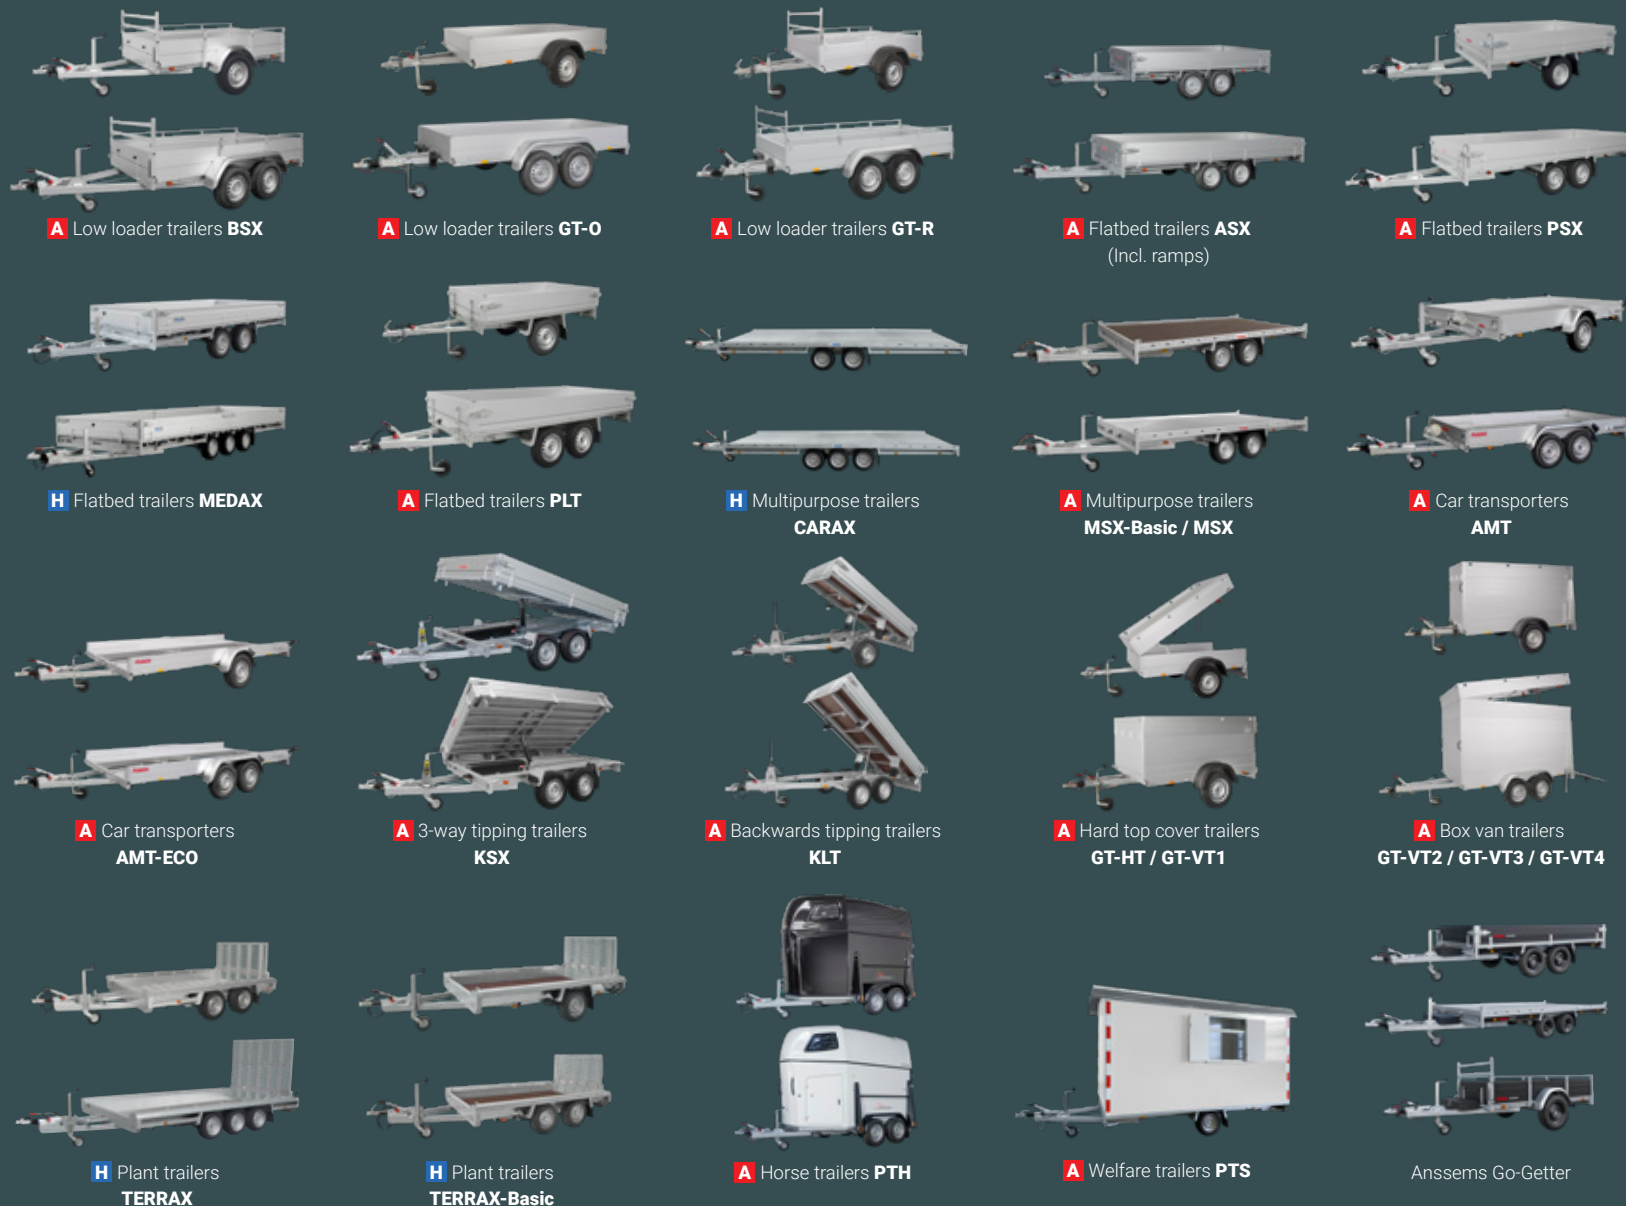 A Low loader trailers BSX
A Low loader trailers GT-O
A Low loader trailers GT-R
A Flatbed trailers ASX
(Incl. ramps)
A Flatbed trailers PSX
H Flatbed trailers MEDAX
A Flatbed trailers PLT
H Multipurpose trailers
CARAX
A Multipurpose trailers
MSX-Basic / MSX
A Car transporters
AMT
A Car transporters
AMT-ECO
A 3-way tipping trailers
KSX
A Backwards tipping trailers
KLT
A Hard top cover trailers
GT-HT / GT-VT1
A Box van trailers
GT-VT2 / GT-VT3 / GT-VT4
H Plant trailers
TERRAX
H Plant trailers
TERRAX-Basic
A Horse trailers PTH
A Welfare trailers PTS
Anssems Go-Getter